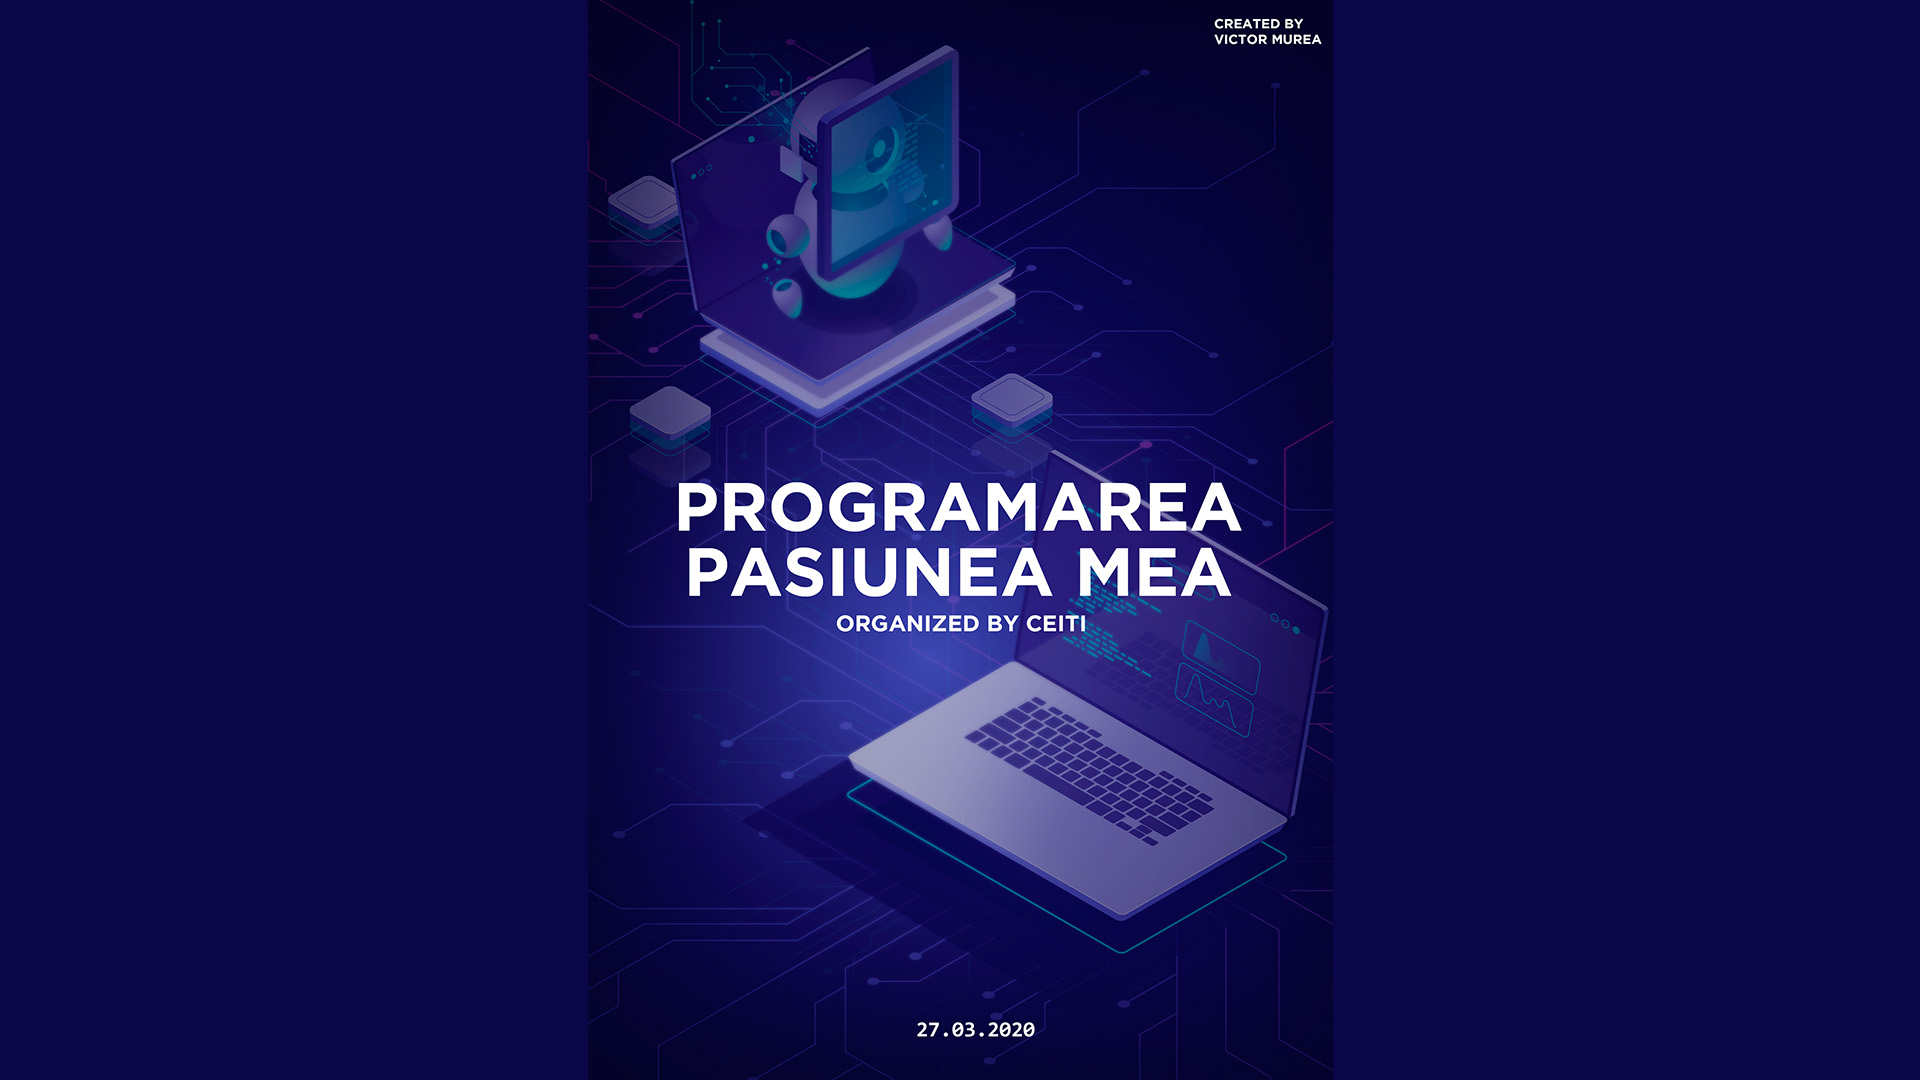 CREATED BY
VICTOR MUREA
PROGRAMAREA
PASIUNEA MEA
ORGANIZED BY CEITI
27.03.2020